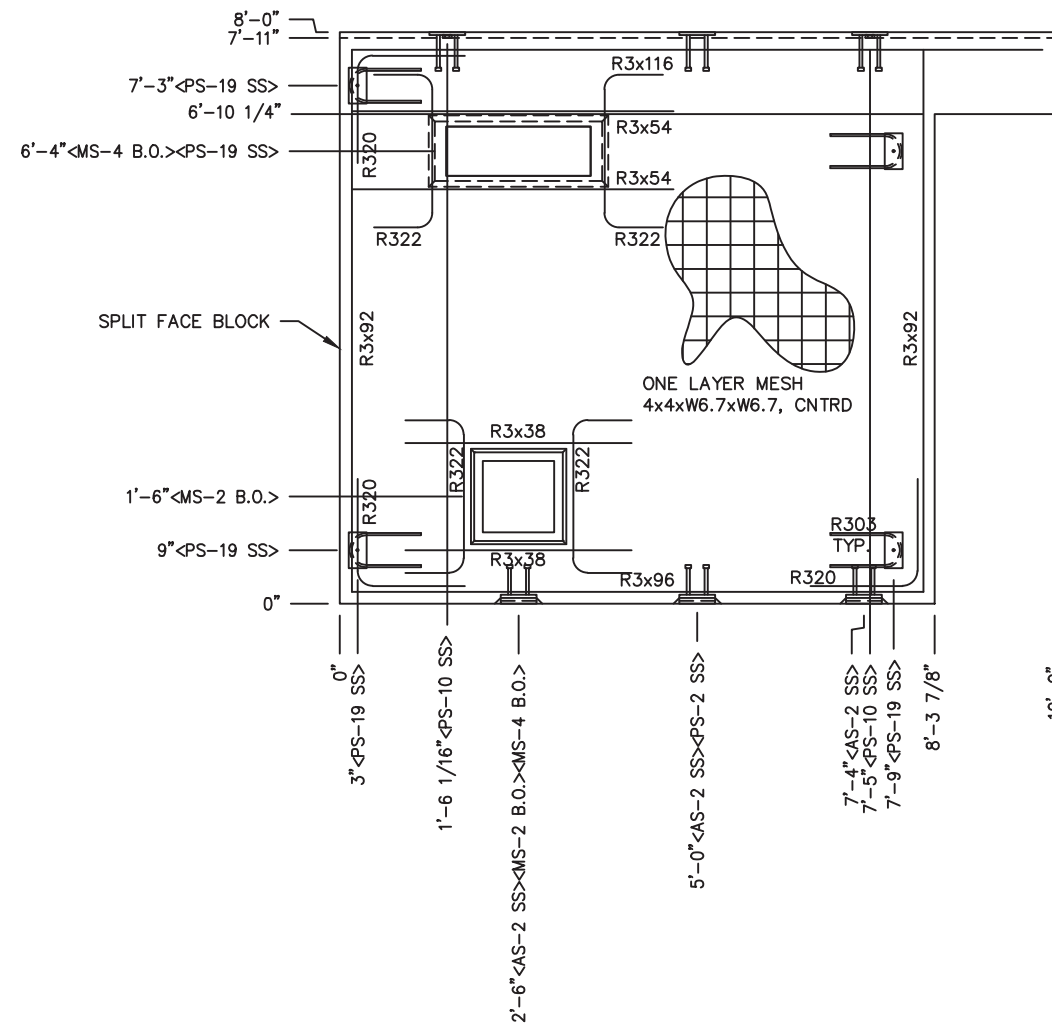 8'-0"
7'-11"
7'-3"<PS-19 SS>
6'-10 1/4"
6'-4"<MS-4 B.O.><PS-19 SS>
R3x116
R3x54
R320
R3x54
R322
R322
SPLIT FACE BLOCK
R3x92
R3x92
ONE LAYER MESH
4x4xW6.7xW6.7, CNTRD
R3x38
R322
R322
1'-6"<MS-2 B.O.>
R320
R303
TYP.
9"<PS-19 SS>
R3x38
R3x96
R320
0"
0"
3"<PS-19 SS>
1'-6 1/16"<PS-10 SS>
2'-6"<AS-2 SS><MS-2 B.O.><MS-4 B.O.>
5'-0"<AS-2 SS><PS-2 SS>
7'-4"<AS-2 SS>
7'-5"<PS-10 SS>
7'-9"<PS-19 SS>
8'-3 7/8"